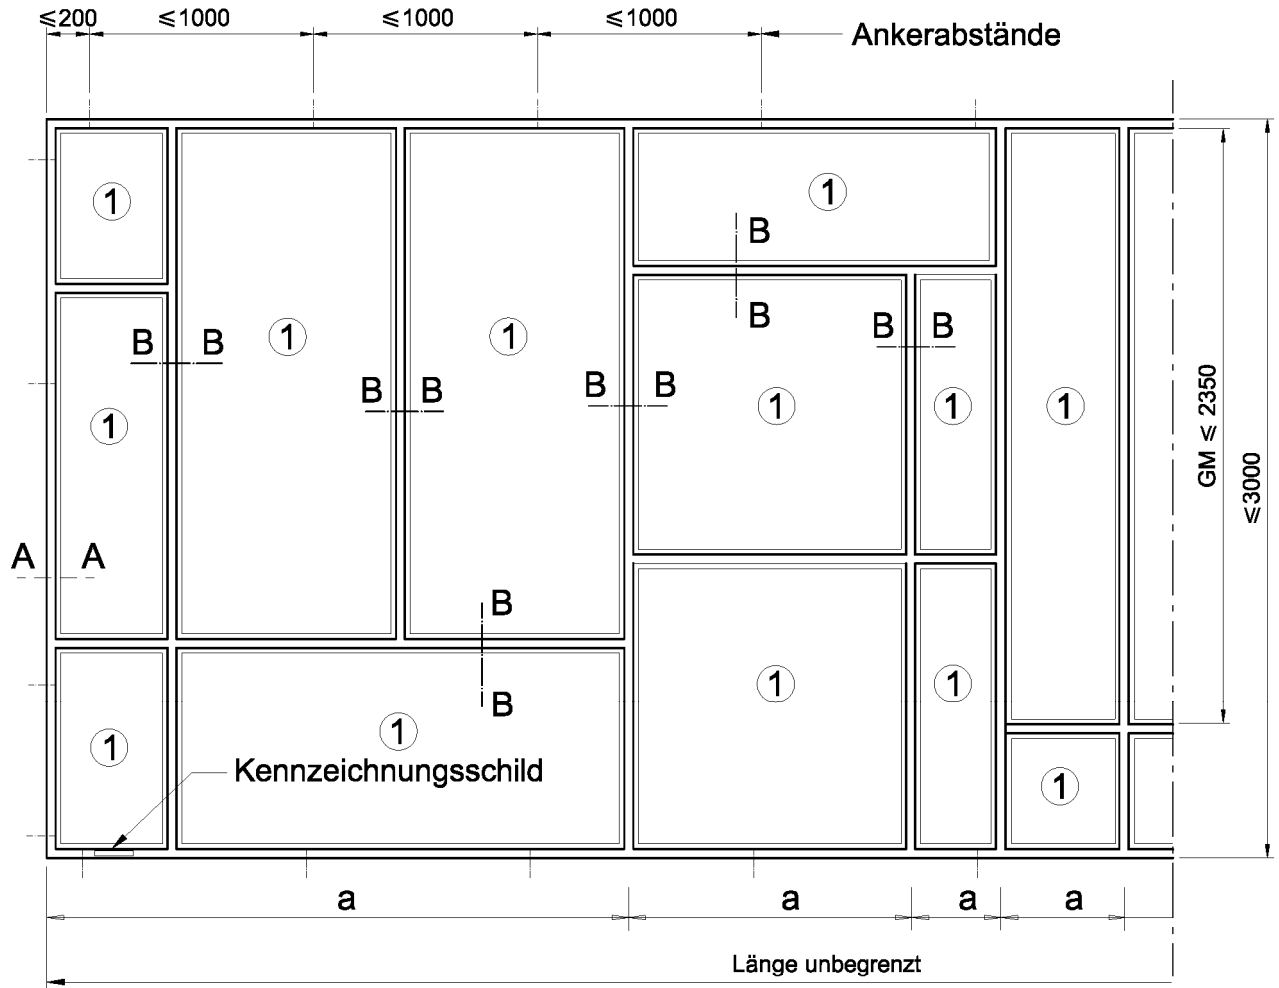 ≤200 ≤1000 ≤1000 ≤1000
Ankerabstände
1 1
B
B
B B 1 1 B B
B B B B
1 1 1 1
GM ≤ 2350
≤3000
A A
B
B
1 1
1 1
Kennzeichnungsschild
1
a a a a
Länge unbegrenzt